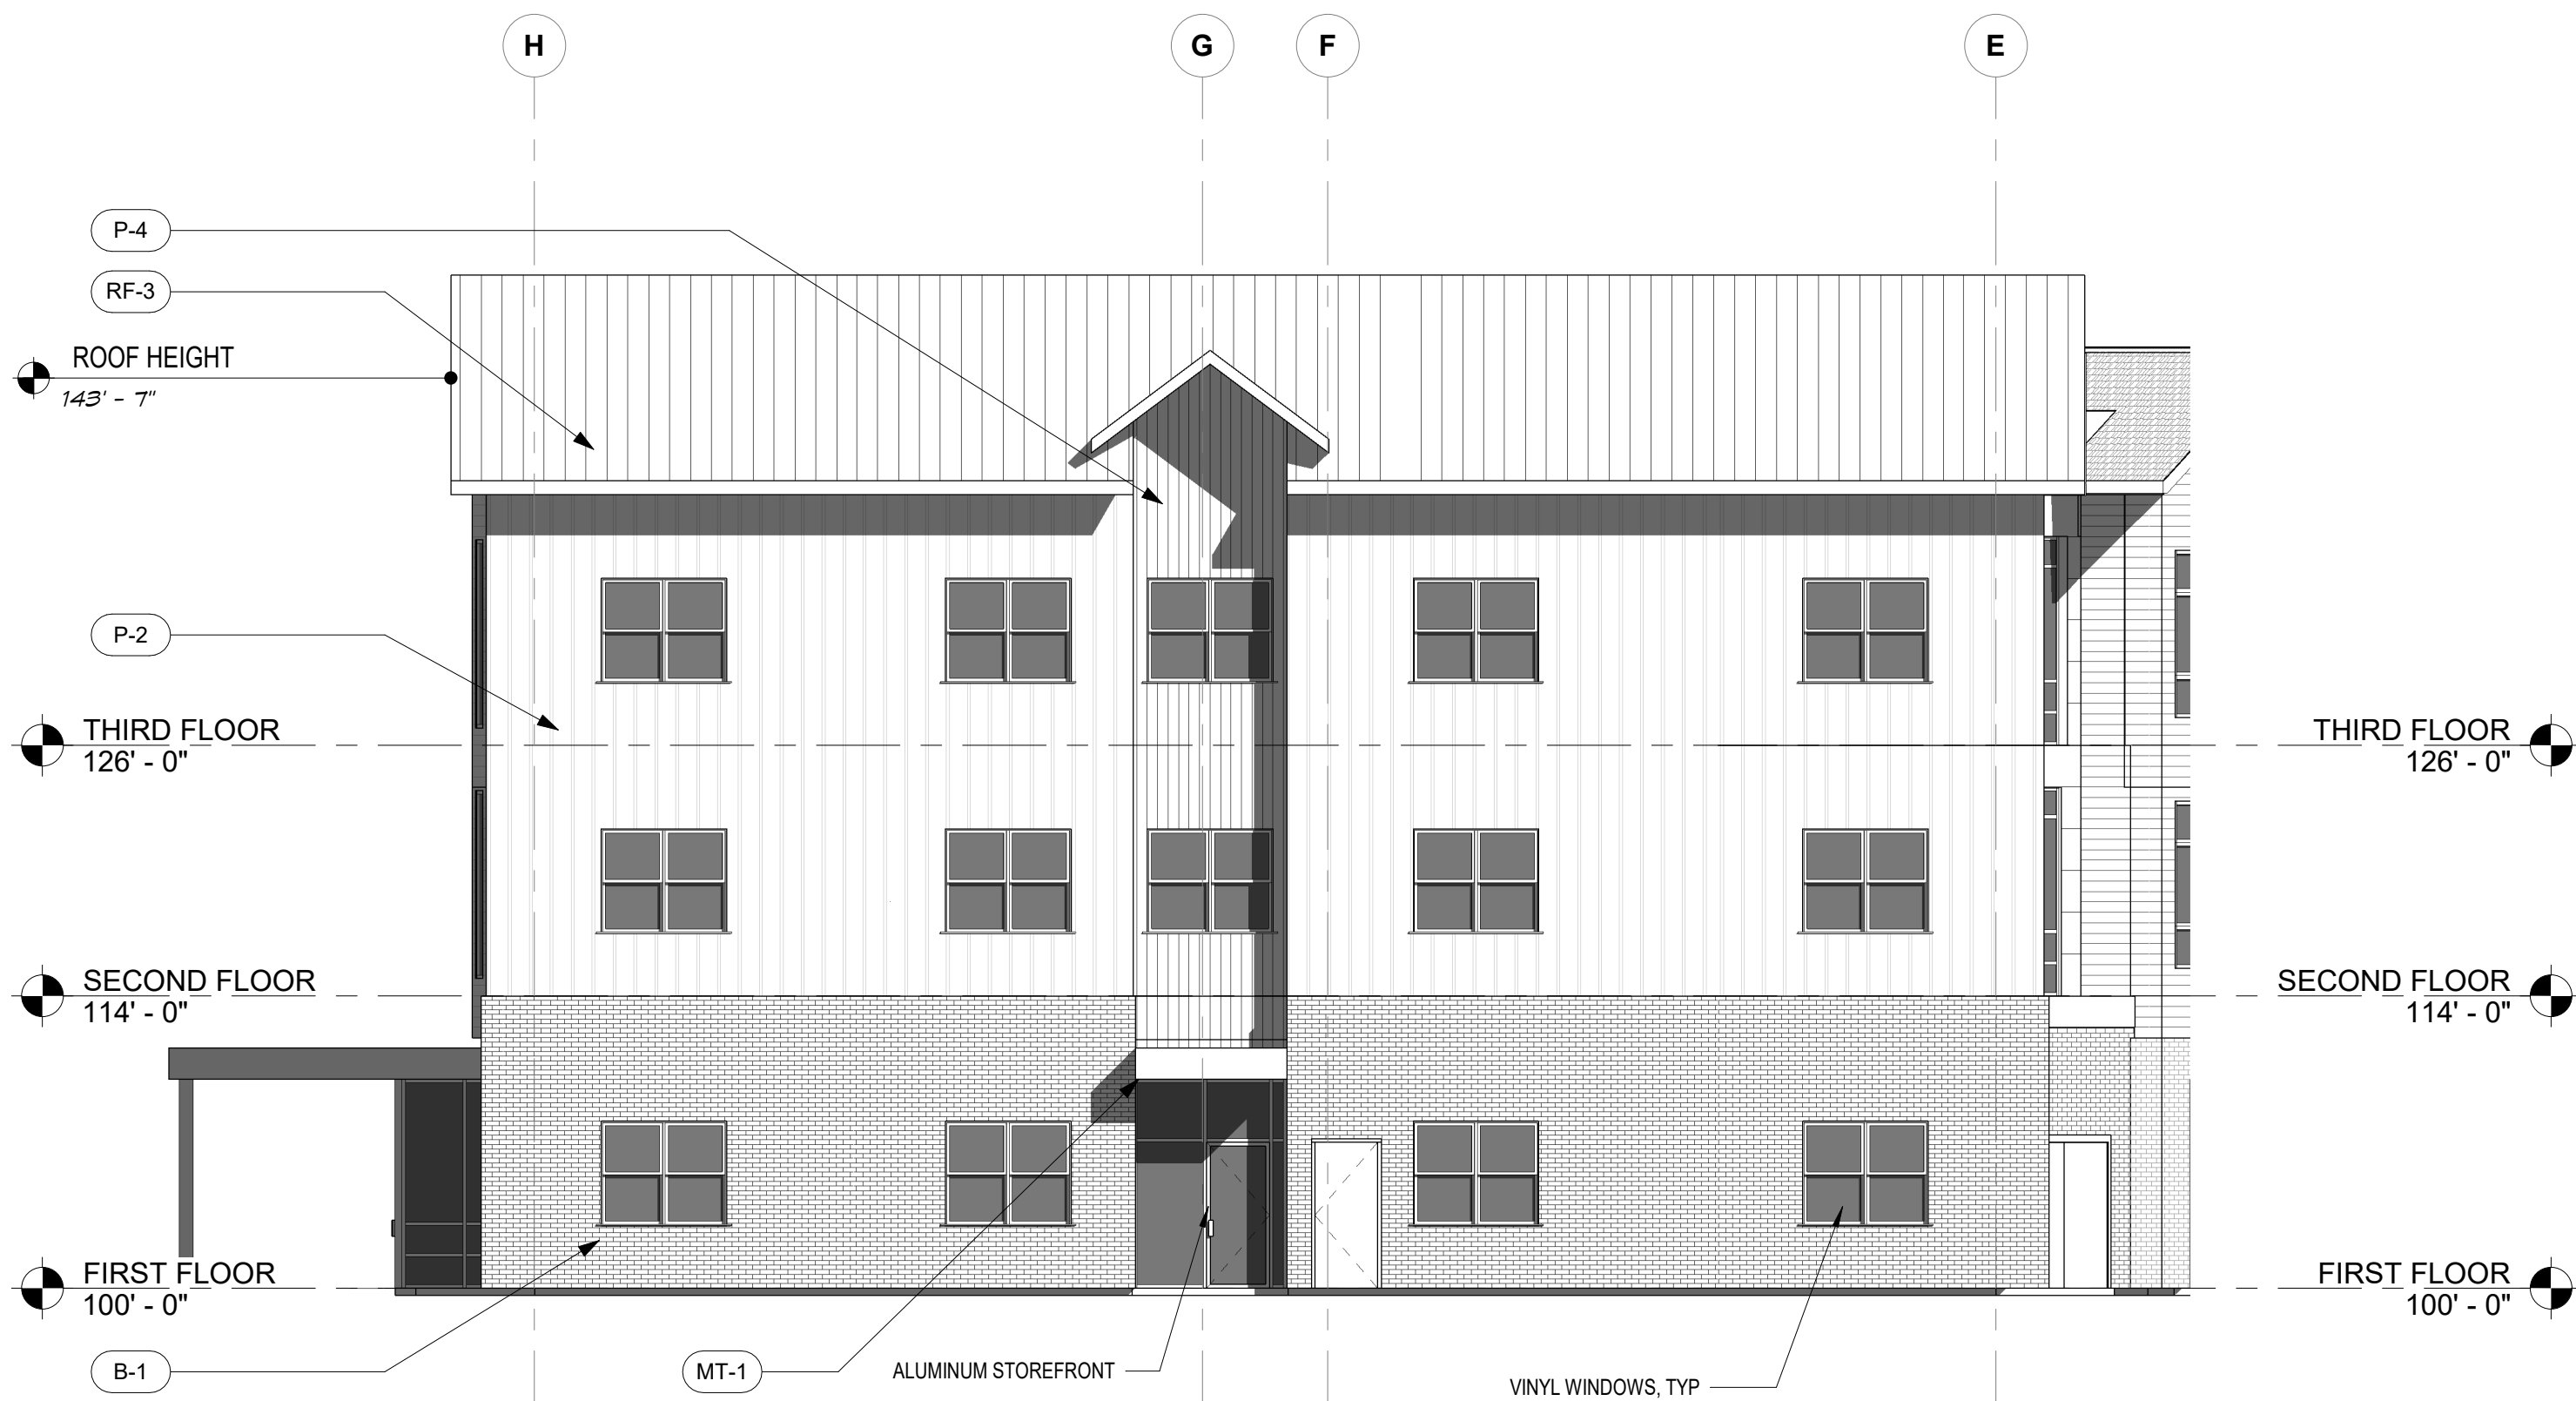 H
G
F
E
P-4
RF-3
ROOF HEIGHT
143' - 7"
P-2
THIRD FLOOR
126' - 0"
THIRD FLOOR
126' - 0"
SECOND FLOOR
114' - 0"
SECOND FLOOR
114' - 0"
FIRST FLOOR
100' - 0"
FIRST FLOOR
100' - 0"
B-1
MT-1
ALUMINUM STOREFRONT
VINYL WINDOWS, TYP